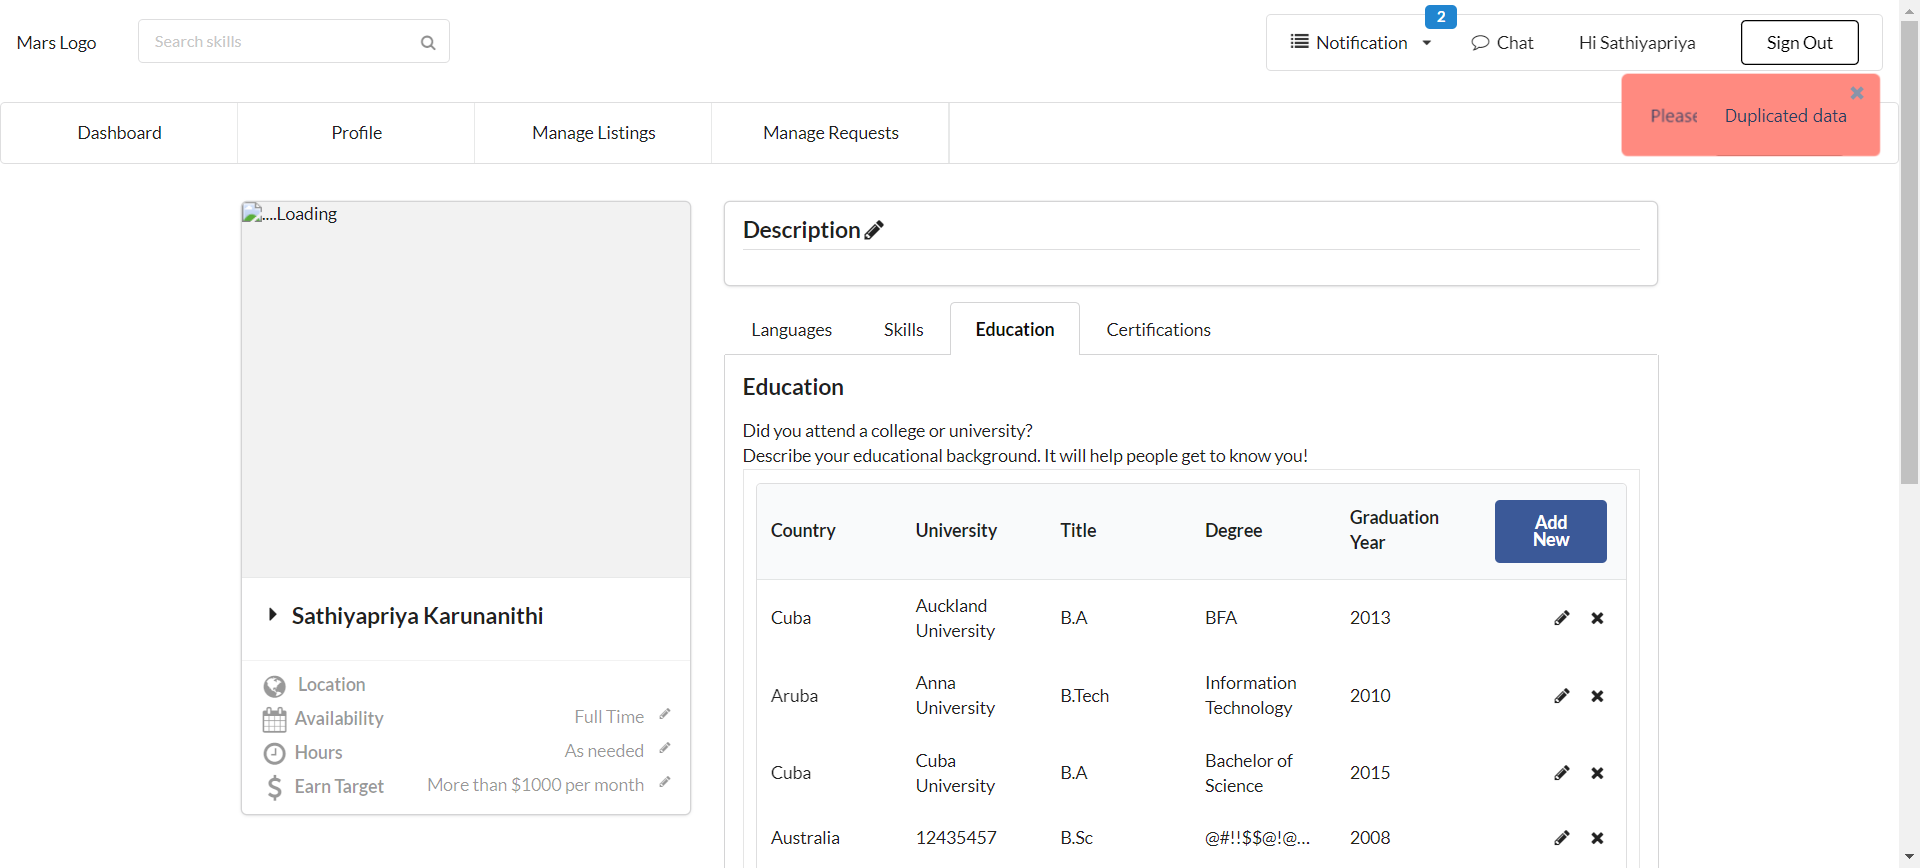 Mars Logo
Search skills
Notification
2
Chat
Hi Sathiyapriya
Sign Out
Please
Duplicated data
Dashboard
Profile
Manage Listings
Manage Requests
....Loading
Sathiyapriya Karunanithi
Location
Availability
Full Time
Hours
As needed
Earn Target
More than $1000 per month
Description
Languages
Skills
Education
Certifications
Education
Did you attend a college or university?
Describe your educational background. It will help people get to know you!
Country
University
Title
Degree
Graduation
Year
Add
New
Cuba
Auckland
University
B.A
BFA
2013
Aruba
Anna
University
B.Tech
Information
Technology
2010
Cuba
Cuba
University
B.A
Bachelor of
Science
2015
Australia
12435457
B.Sc
@#!!$$@!@...
2008